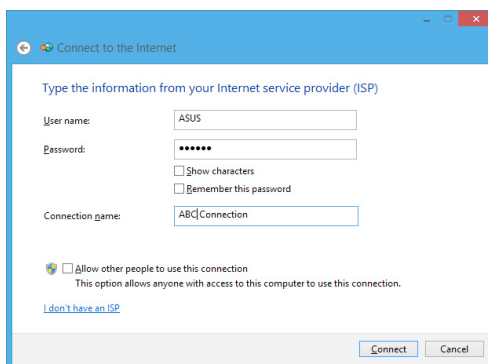 Connect to the Internet
Type the information from your Internet service provider (ISP)
User name: ASUS
Password: ••••••
Show characters
Remember this password
Connection name: ABC Connection
Allow other people to use this connection
This option allows anyone with access to this computer to use this connection.
I don't have an ISP
Connect Cancel